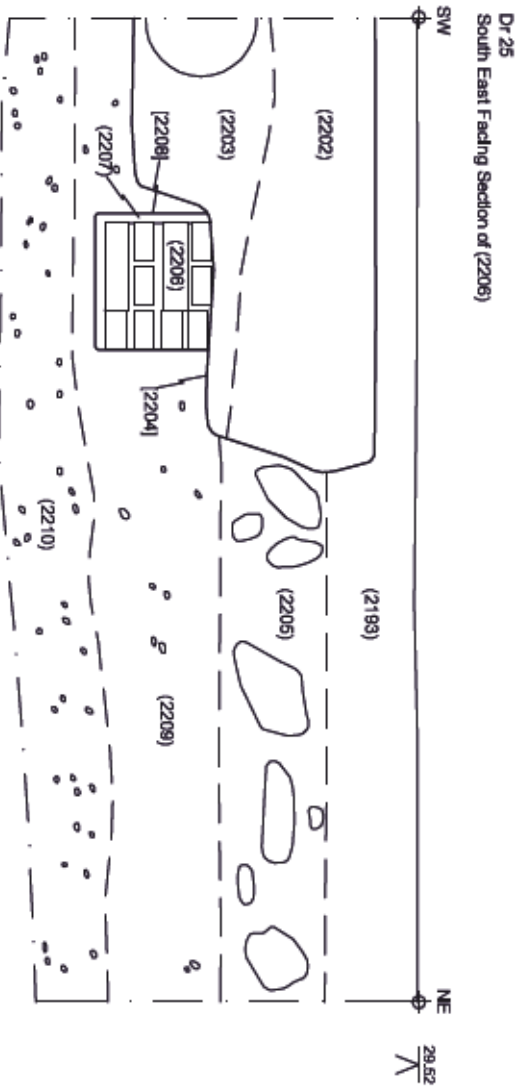 Dr 25
South East Facing Section of (2206)
SW
NE
29.52
(2193)
(2202)
(2205)
(2203)
[2208]
(2207)
(2206)
[2204]
(2209)
(2210)